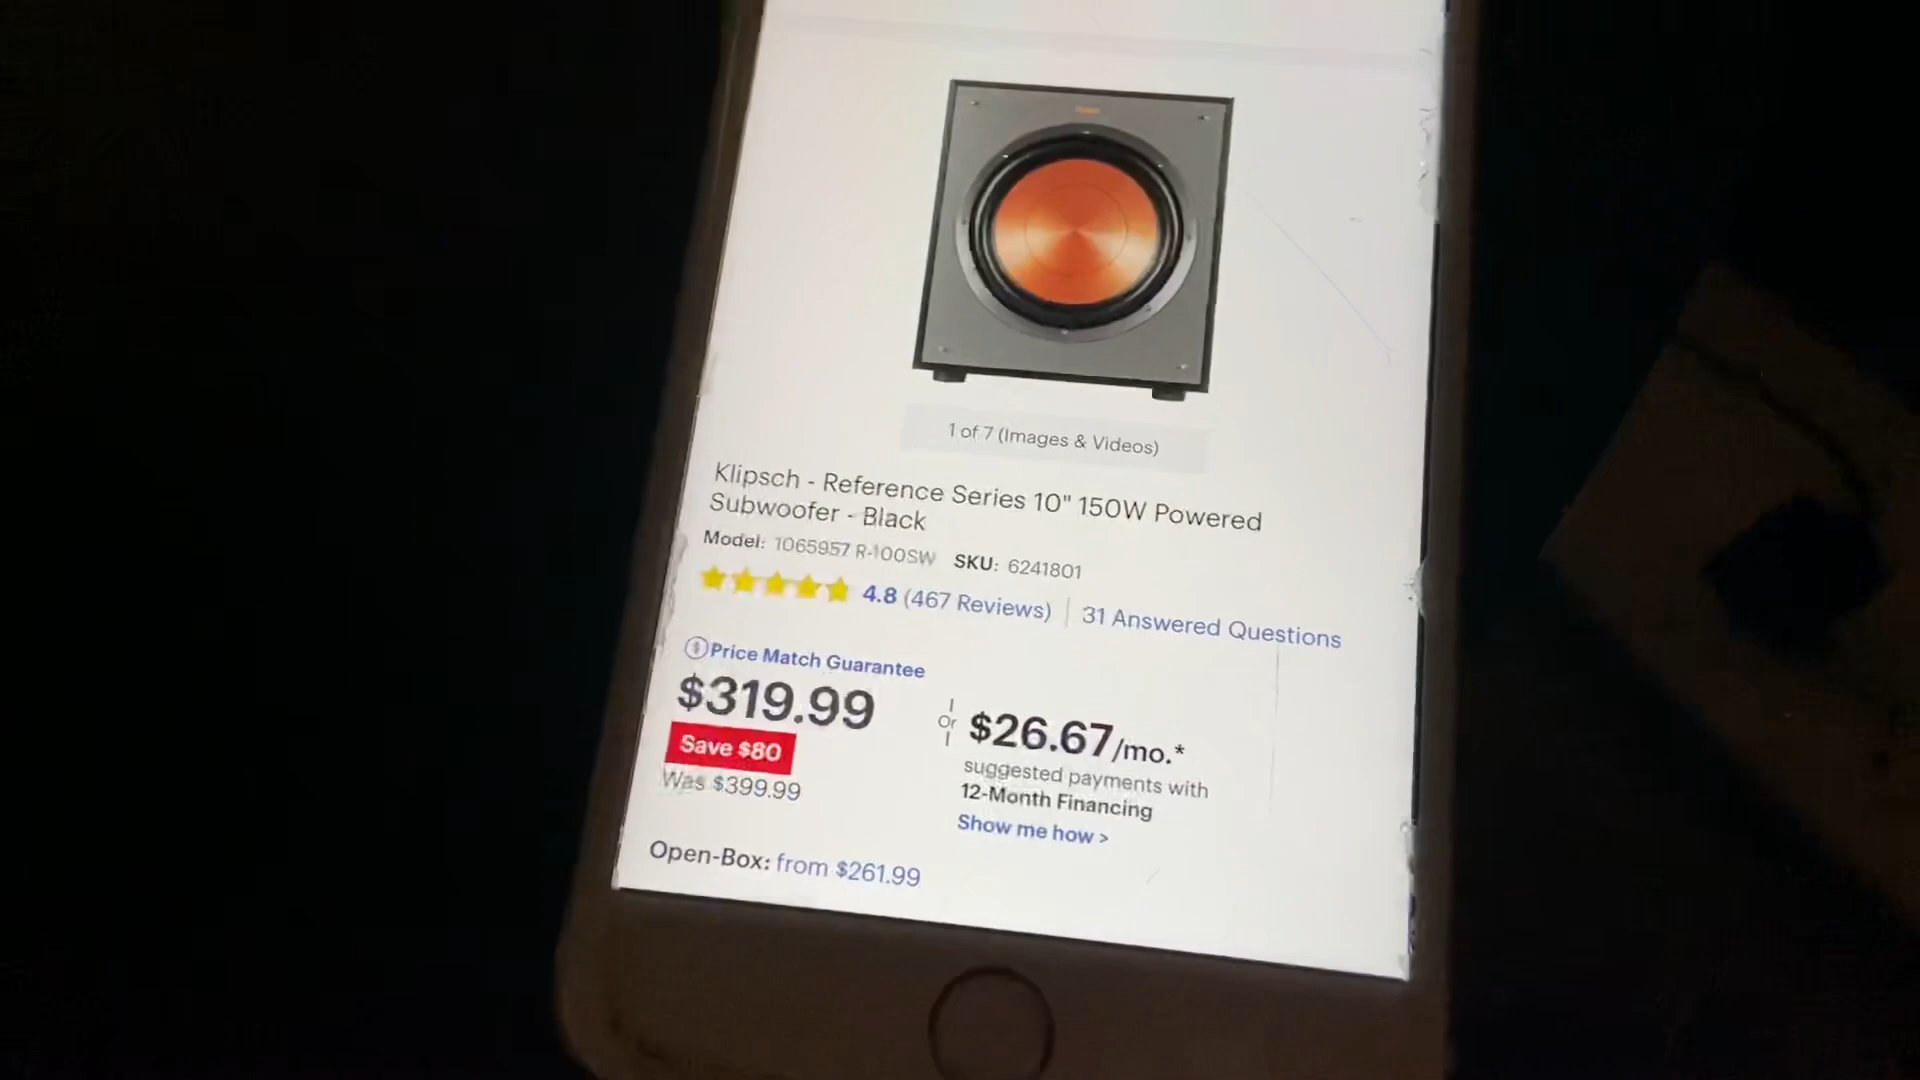 1 of 7 (Images & Videos)
Klipsch - Reference Series 10" 150W Powered
Subwoofer - Black
Model: 1065957 R-100SW SKU: 6241801
4.8 (467 Reviews) | 31 Answered Questions
Price Match Guarantee
$319.99
Save $80
Was $399.99
Or
$26.67/mo.*
suggested payments with
12-Month Financing
Show me how >
Open-Box: from $261.99